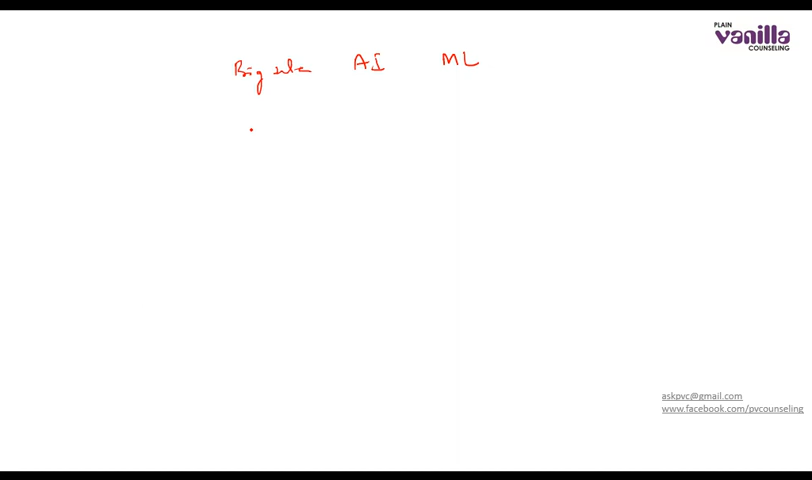 PLAIN
vanilla
COUNSELING
Big data AI ML
askpvc@gmail.com
www.facebook.com/pvcounseling